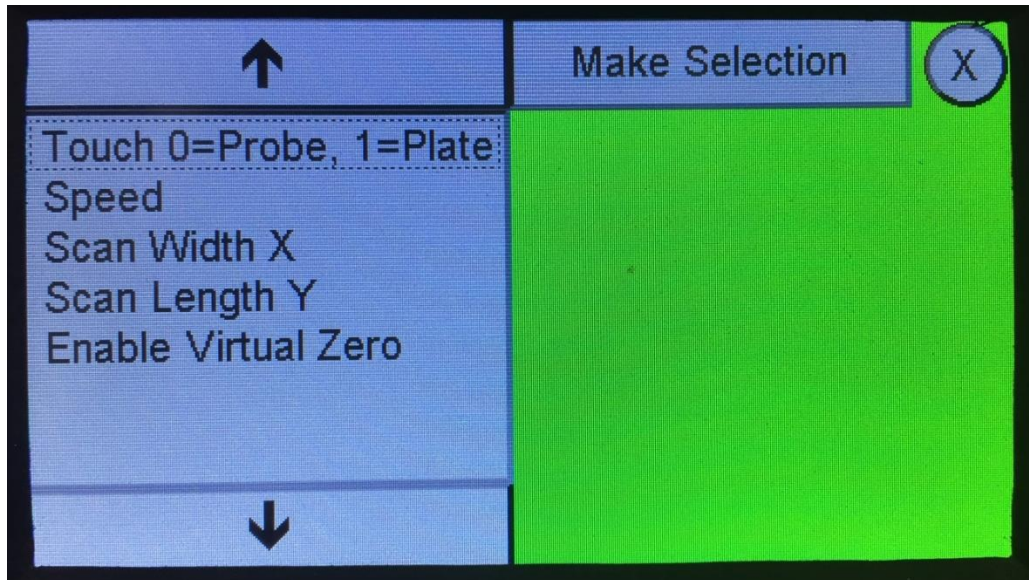 ↑
Make Selection
X
Touch 0=Probe, 1=Plate
Speed
Scan Width X
Scan Length Y
Enable Virtual Zero
↓